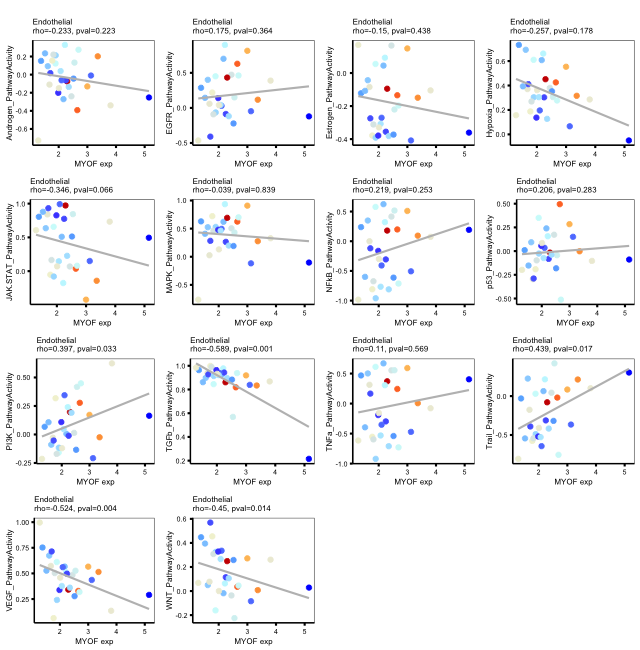 Endothelial
rho=-0.233, pval=0.223
Androgen_PathwayActivity
0.2
0.0
-0.2
-0.4
-0.6
2
3
4
5
MYOF exp
Endothelial
rho=0.175, pval=0.364
EGFR_PathwayActivity
0.5
0.0
-0.5
2
3
4
5
MYOF exp
Endothelial
rho=-0.15, pval=0.438
Estrogen_PathwayActivity
0.0
-0.2
-0.4
2
3
4
5
MYOF exp
Endothelial
rho=-0.257, pval=0.178
Hypoxia_PathwayActivity
0.6
0.4
0.2
0.0
2
3
4
5
MYOF exp
Endothelial
rho=-0.346, pval=0.066
JAK-STAT_PathwayActivity
1.0
0.5
0.0
2
3
4
5
MYOF exp
Endothelial
rho=-0.039, pval=0.839
MAPK_PathwayActivity
1.0
0.5
0.0
-0.5
2
3
4
5
MYOF exp
Endothelial
rho=0.219, pval=0.253
NFkB_PathwayActivity
0.5
0.0
-0.5
-1.0
2
3
4
5
MYOF exp
Endothelial
rho=0.206, pval=0.283
p53_PathwayActivity
0.50
0.25
0.00
-0.25
-0.50
2
3
4
5
MYOF exp
Endothelial
rho=0.397, pval=0.033
PI3K_PathwayActivity
0.50
0.25
0.00
-0.25
2
3
4
5
MYOF exp
Endothelial
rho=-0.589, pval=0.001
TGFb_PathwayActivity
1.0
0.8
0.6
0.4
0.2
2
3
4
5
MYOF exp
Endothelial
rho=0.11, pval=0.569
TNFa_PathwayActivity
0.5
0.0
-0.5
-1.0
2
3
4
5
MYOF exp
Endothelial
rho=0.439, pval=0.017
Trail_PathwayActivity
0.0
-0.5
2
3
4
5
MYOF exp
Endothelial
rho=-0.524, pval=0.004
VEGF_PathwayActivity
1.00
0.75
0.50
0.25
2
3
4
5
MYOF exp
Endothelial
rho=-0.45, pval=0.014
WNT_PathwayActivity
0.6
0.4
0.2
0.0
-0.2
2
3
4
5
MYOF exp